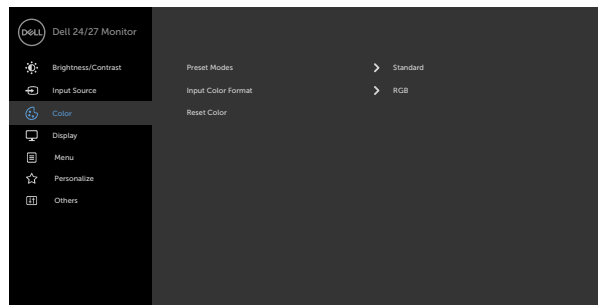 DELL
Dell 24/27 Monitor
Brightness/Contrast
Preset Modes
Standard
Input Source
Input Color Format
RGB
Color
Reset Color
Display
Menu
Personalize
Others